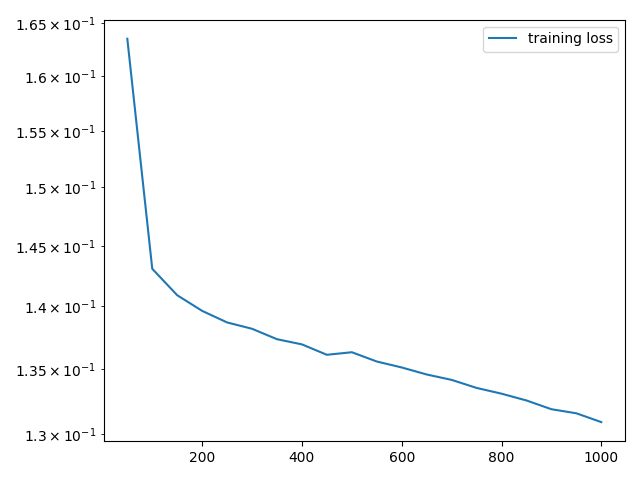 1.65 × 10⁻¹
1.6 × 10⁻¹
1.55 × 10⁻¹
1.5 × 10⁻¹
1.45 × 10⁻¹
1.4 × 10⁻¹
1.35 × 10⁻¹
1.3 × 10⁻¹
training loss
200 400 600 800 1000